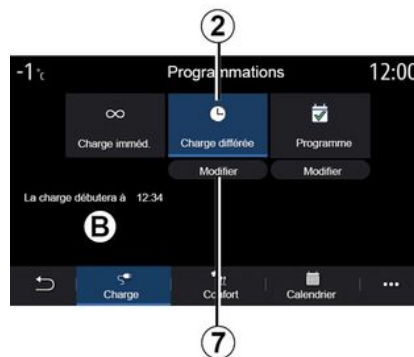 2
-1 °C Programmations 12:00
∞
Charge imméd. Charge différée Programme
Modifier Modifier
La charge débutera à 12:34
B
Charge Confort Calendrier ...
7